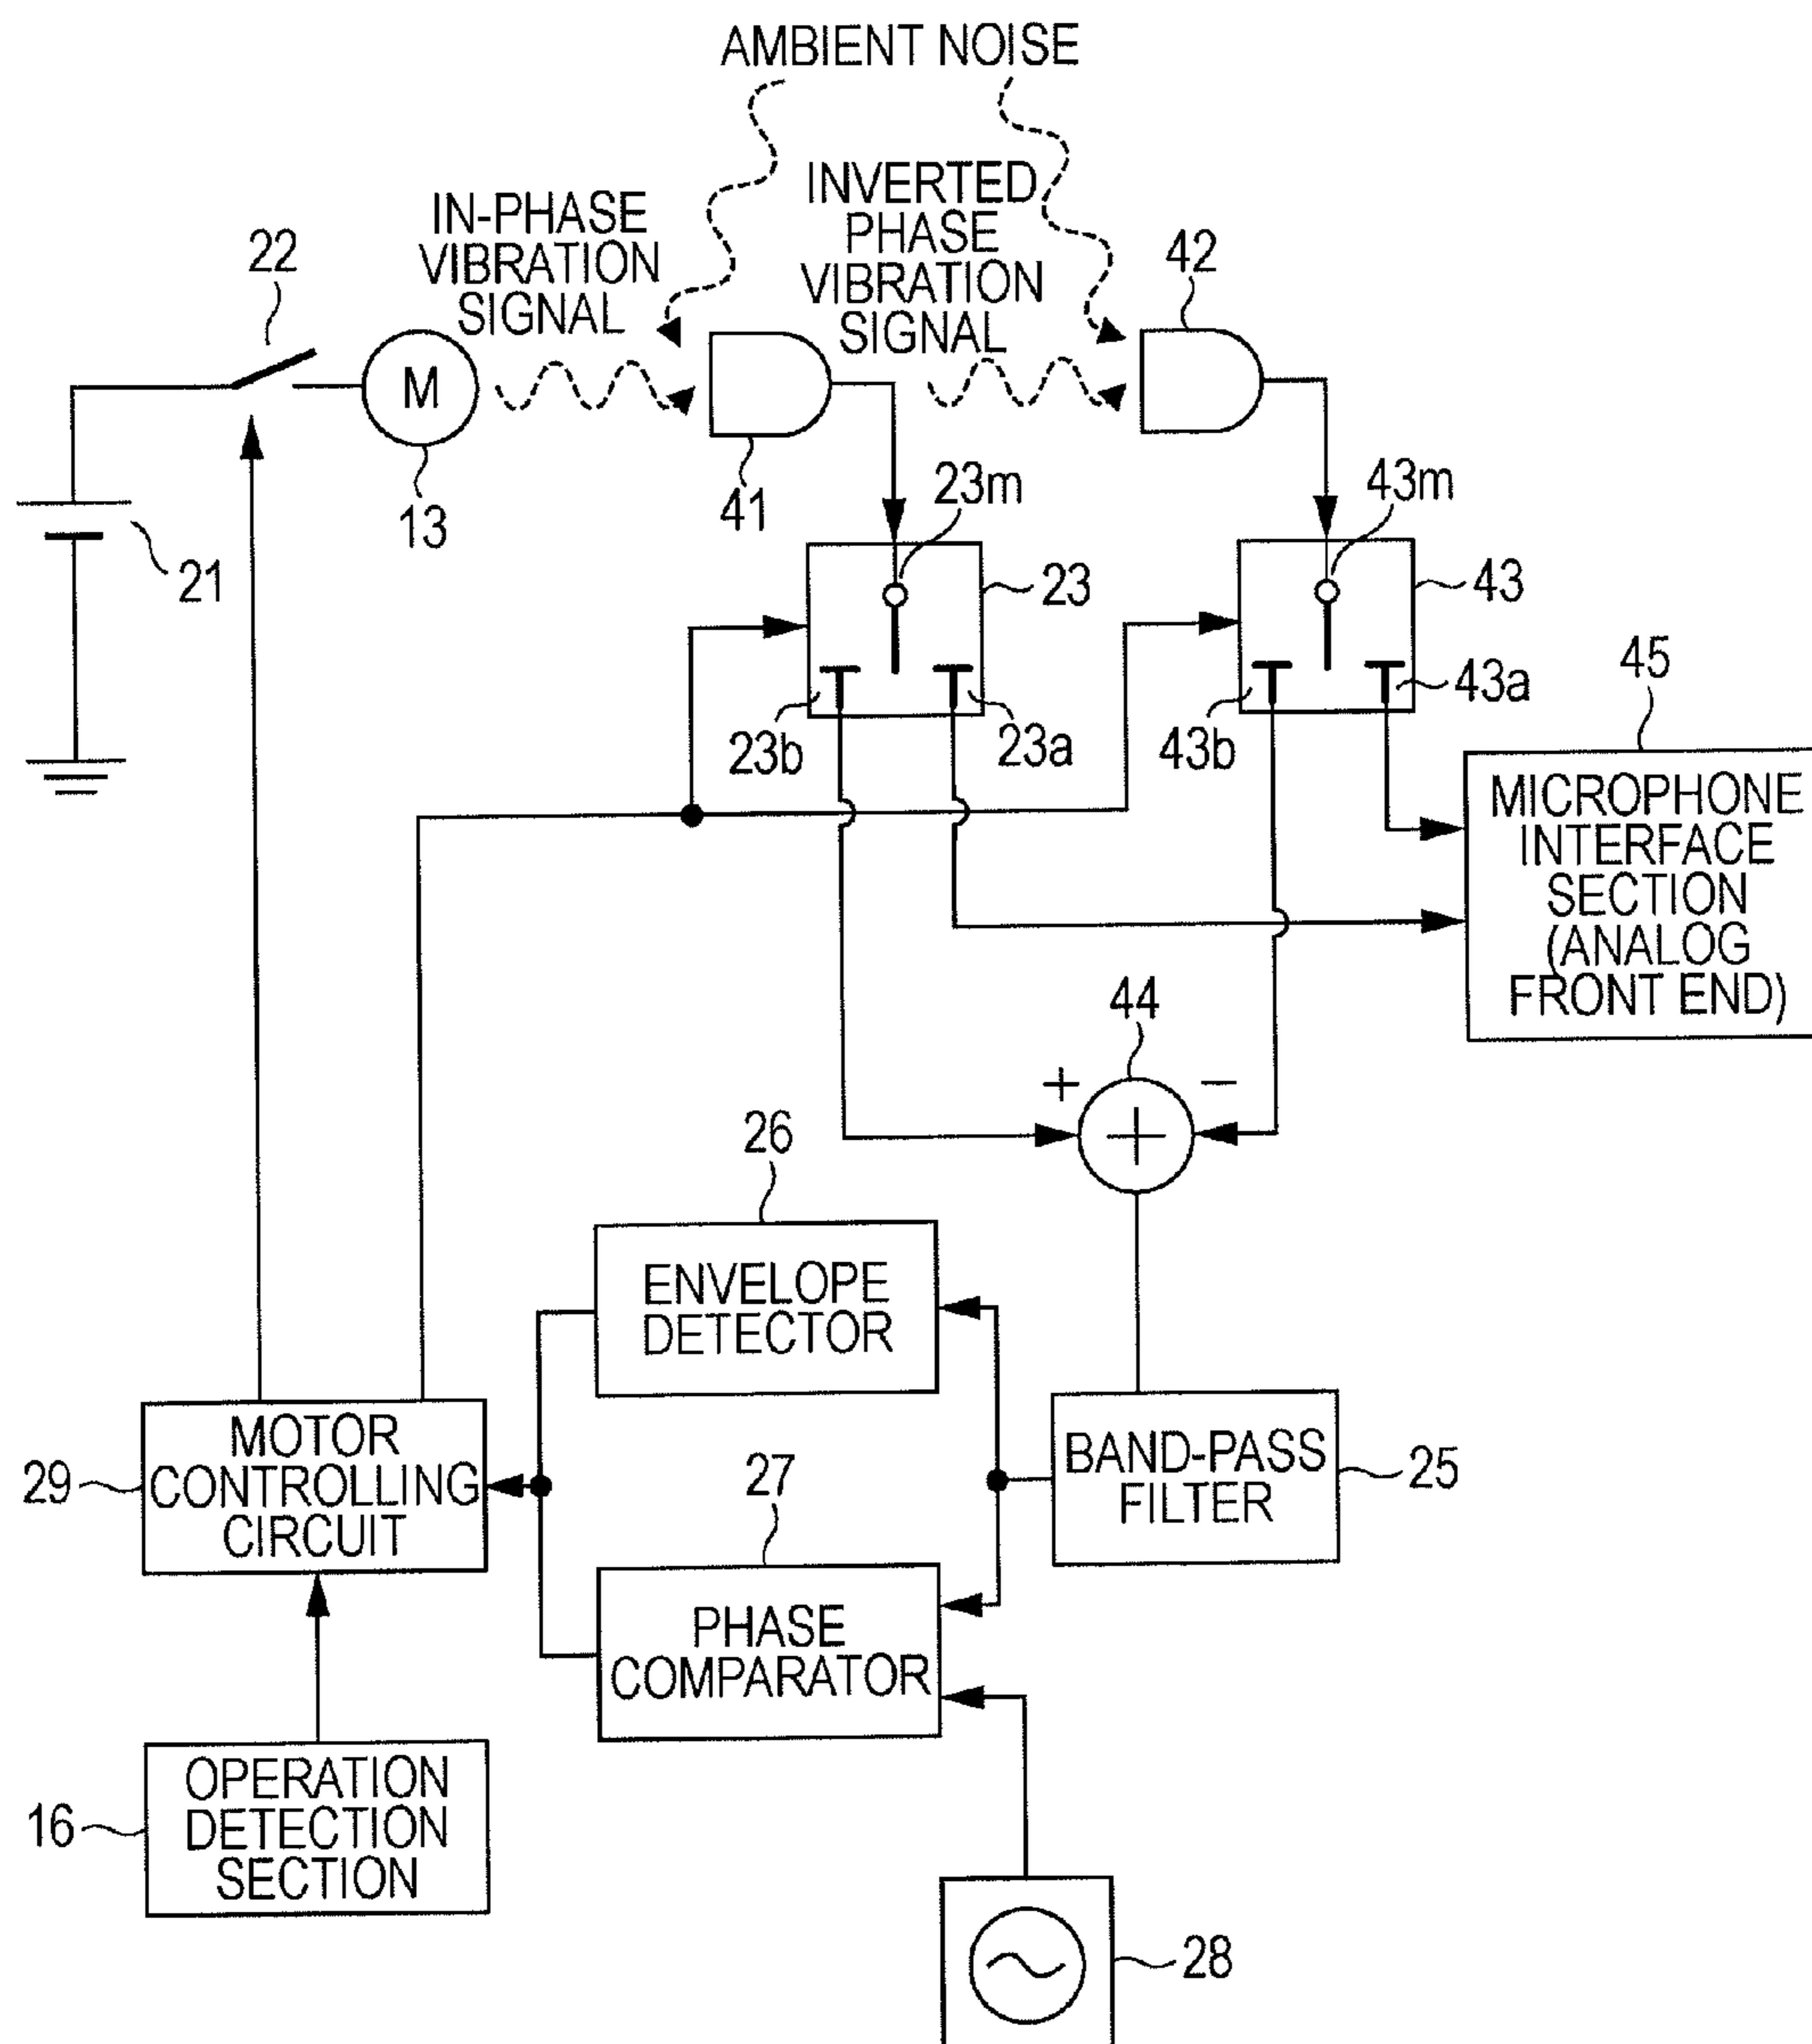 AMBIENT NOISE
IN-PHASE
VIBRATION
SIGNAL
INVERTED
PHASE
VIBRATION
SIGNAL
22
42
M
13
41
21
23m
43m
23
43
23b
23a
43b
43a
45
MICROPHONE
INTERFACE
SECTION
(ANALOG
FRONT END)
44
+
−
+
26
ENVELOPE
DETECTOR
29
MOTOR
CONTROLLING
CIRCUIT
27
BAND-PASS
FILTER
25
PHASE
COMPARATOR
16
OPERATION
DETECTION
SECTION
28